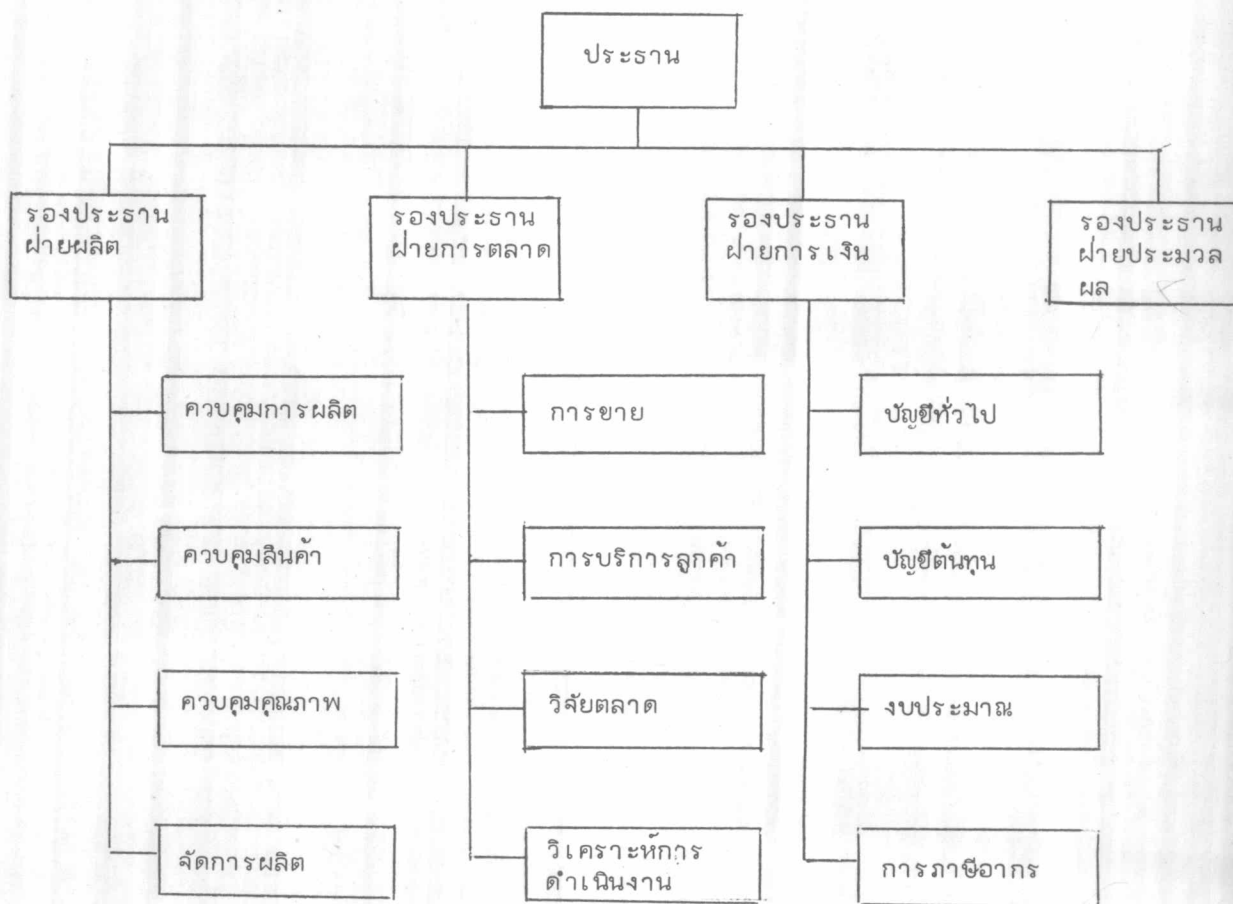 ประธาน
รองประธาน
ฝ่ายผลิต
รองประธาน
ฝ่ายการตลาด
รองประธาน
ฝ่ายการเงิน
รองประธาน
ฝ่ายประมวล
ผล
ควบคุมการผลิต
การขาย
บัญชีทั่วไป
ควบคุมสินค้า
การบริการลูกค้า
บัญชีต้นทุน
ควบคุมคุณภาพ
วิจัยตลาด
งบประมาณ
จัดการผลิต
วิเคราะห์การ
ดำเนินงาน
การภาษีอากร